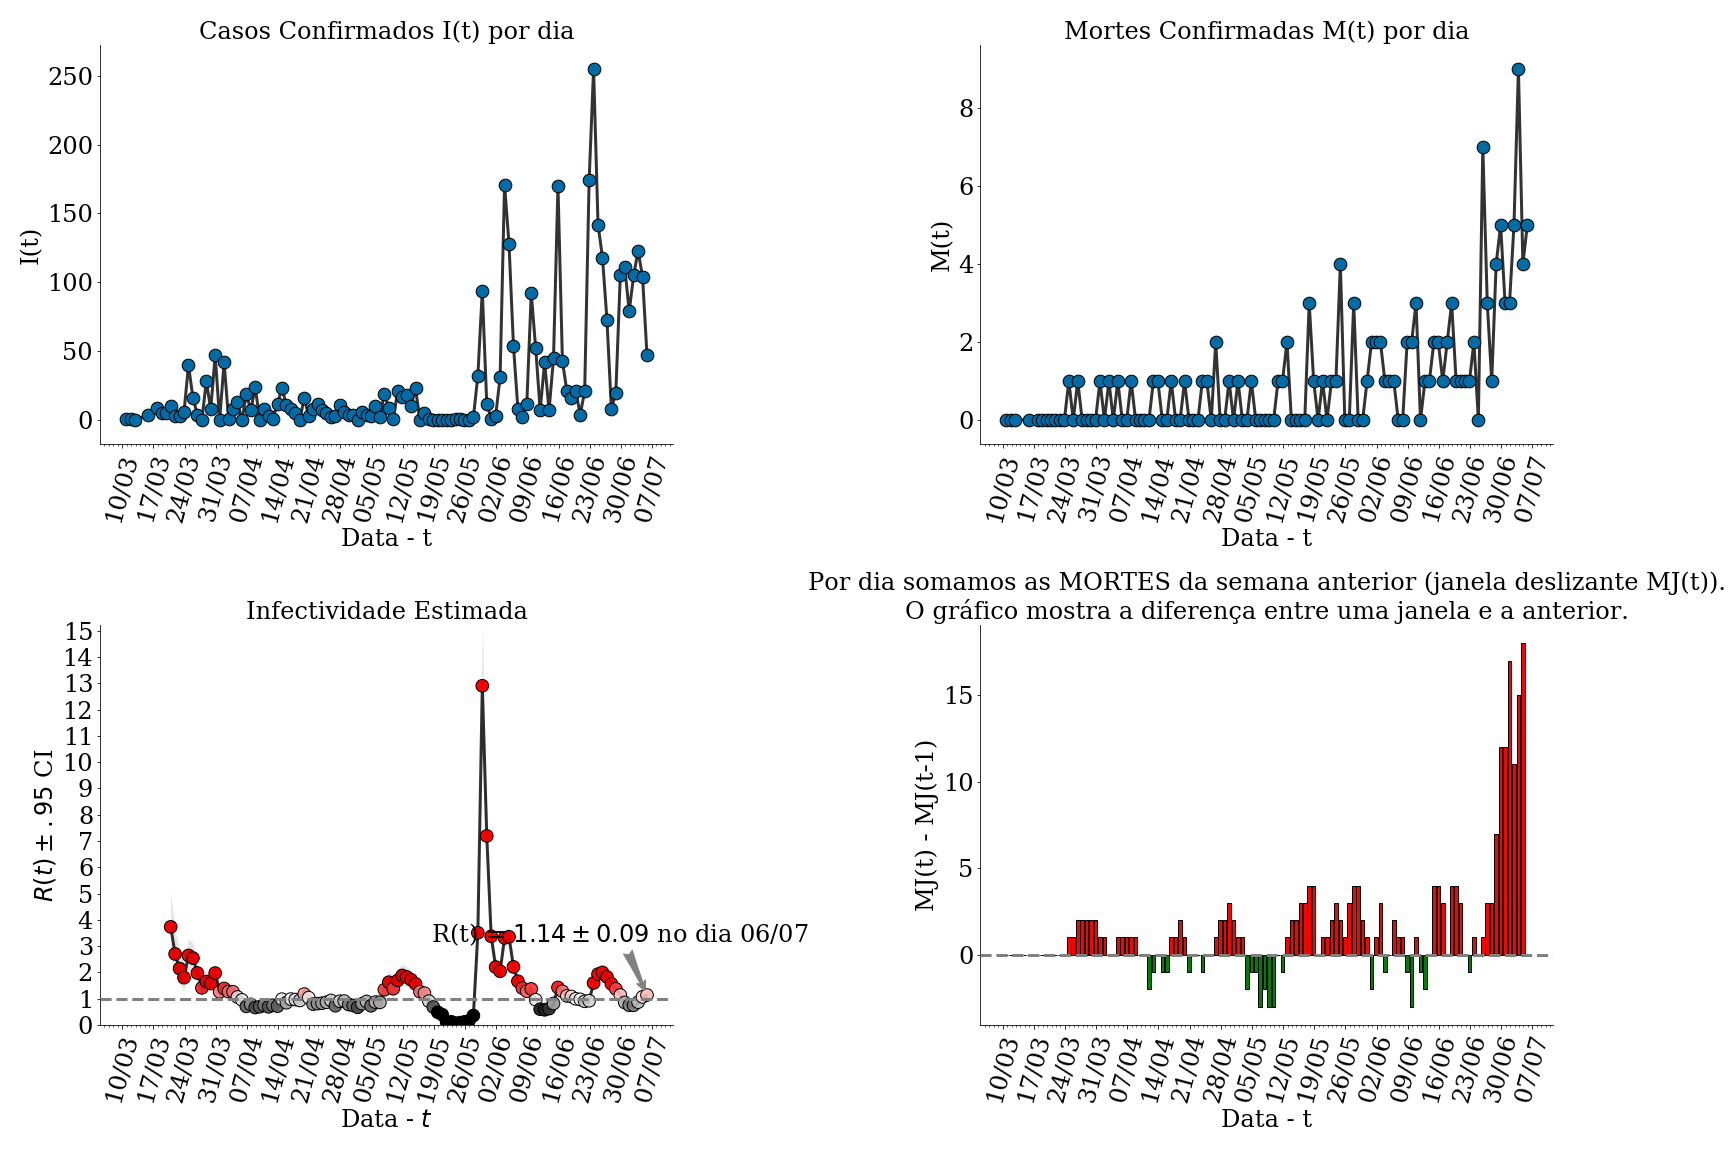 Casos Confirmados I(t) por dia
I(t)
250
200
150
100
50
0
10/03 17/03 24/03 31/03 07/04 14/04 21/04 28/04 05/05 12/05 19/05 26/05 02/06 09/06 16/06 23/06 30/06 07/07
Data - t
Mortes Confirmadas M(t) por dia
M(t)
8
6
4
2
0
10/03 17/03 24/03 31/03 07/04 14/04 21/04 28/04 05/05 12/05 19/05 26/05 02/06 09/06 16/06 23/06 30/06 07/07
Data - t
Infectividade Estimada
R(t) ± .95 CI
15
14
13
12
11
10
9
8
7
6
5
4
3
2
1
0
R(t) = 1.14 ± 0.09 no dia 06/07
10/03 17/03 24/03 31/03 07/04 14/04 21/04 28/04 05/05 12/05 19/05 26/05 02/06 09/06 16/06 23/06 30/06 07/07
Data - t
Por dia somamos as MORTES da semana anterior (janela deslizante MJ(t)).
O gráfico mostra a diferença entre uma janela e a anterior.
MJ(t) - MJ(t-1)
15
10
5
0
10/03 17/03 24/03 31/03 07/04 14/04 21/04 28/04 05/05 12/05 19/05 26/05 02/06 09/06 16/06 23/06 30/06 07/07
Data - t